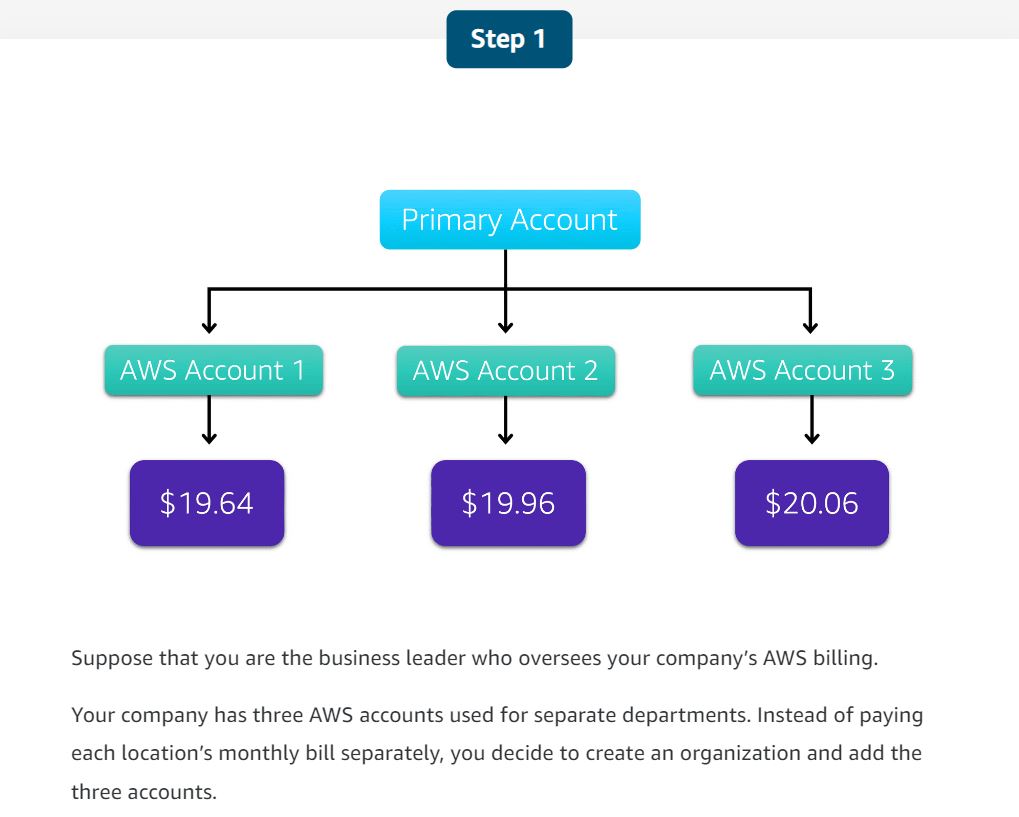 Step 1
Primary Account
AWS Account 1
AWS Account 2
AWS Account 3
$19.64
$19.96
$20.06
Suppose that you are the business leader who oversees your company’s AWS billing.
Your company has three AWS accounts used for separate departments. Instead of paying
each location’s monthly bill separately, you decide to create an organization and add the
three accounts.